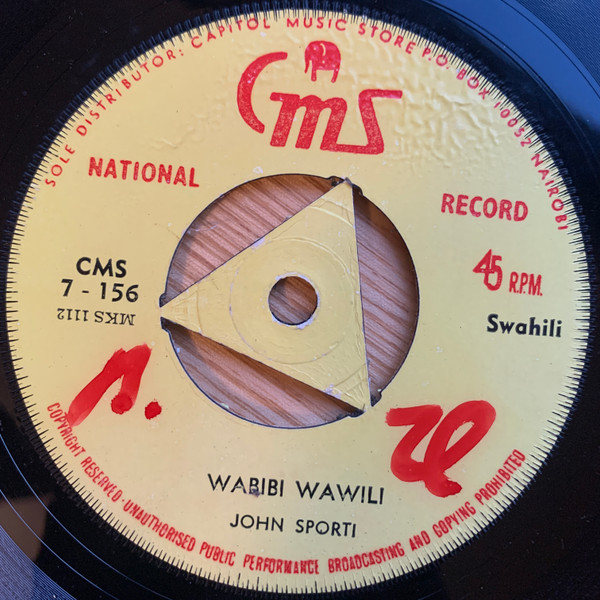 SOLE DISTRIBUTOR: CAPITOL MUSIC STORE P.O. BOX 10052 NAIROBI
CMS
NATIONAL
RECORD
CMS
7 - 156
MKS 1112
45 R.P.M.
Swahili
WABIBI WAWILI
JOHN SPORTI
COPYRIGHT RESERVED - UNAUTHORISED PUBLIC PERFORMANCE BROADCASTING AND COPYING PROHIBITED